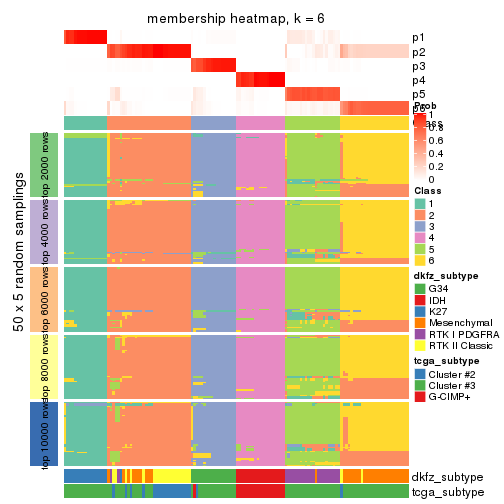 membership heatmap, k = 6
p1
p2
p3
p4
p5
p6
Prob
1
0.8
0.6
0.4
0.2
0
Class
Class
1
2
3
4
5
6
dkfz_subtype
G34
IDH
K27
Mesenchymal
RTK I PDGFRA
RTK II Classic
tcga_subtype
Cluster #2
Cluster #3
G-CIMP+
50 x 5 random samplings
top 2000 rows
top 4000 rows
top 6000 rows
top 8000 rows
top 10000 rows
dkfz_subtype
tcga_subtype